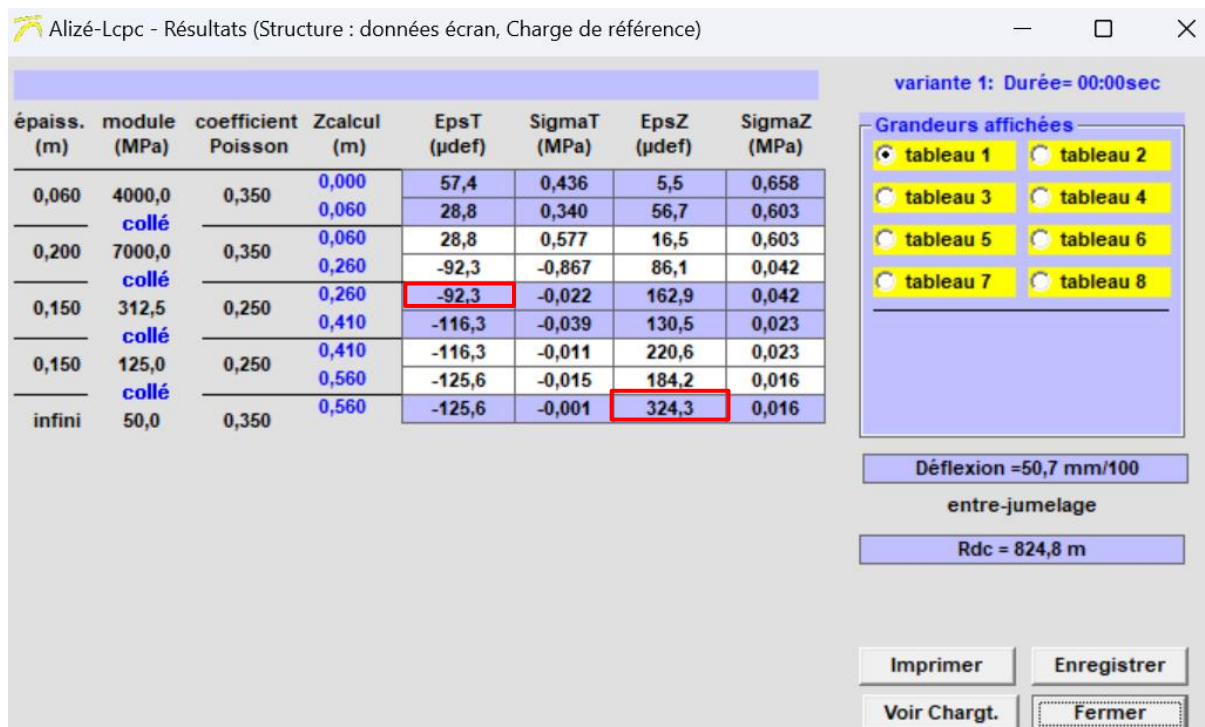 Alizé-Lcpc - Résultats (Structure : données écran, Charge de référence)
variante 1: Durée= 00:00sec
épaiss. module coefficient Zcalcul EpsT SigmaT EpsZ SigmaZ
(m) (MPa) Poisson (m) (µdef) (MPa) (µdef) (MPa)
0,000 57,4 0,436 5,5 0,658
0,060 4000,0 0,350
0,060 28,8 0,340 56,7 0,603
collé
0,060 28,8 0,577 16,5 0,603
0,200 7000,0 0,350
0,260 -92,3 -0,867 86,1 0,042
collé
0,260 -92,3 -0,022 162,9 0,042
0,150 312,5 0,250
0,410 -116,3 -0,039 130,5 0,023
collé
0,410 -116,3 -0,011 220,6 0,023
0,150 125,0 0,250
0,560 -125,6 -0,015 184,2 0,016
collé
0,560 -125,6 -0,001 324,3 0,016
infini 50,0 0,350
Grandeurs affichées
tableau 1 tableau 2
tableau 3 tableau 4
tableau 5 tableau 6
tableau 7 tableau 8
Déflexion =50,7 mm/100
entre-jumelage
Rdc = 824,8 m
Imprimer Enregistrer
Voir Chargt. Fermer